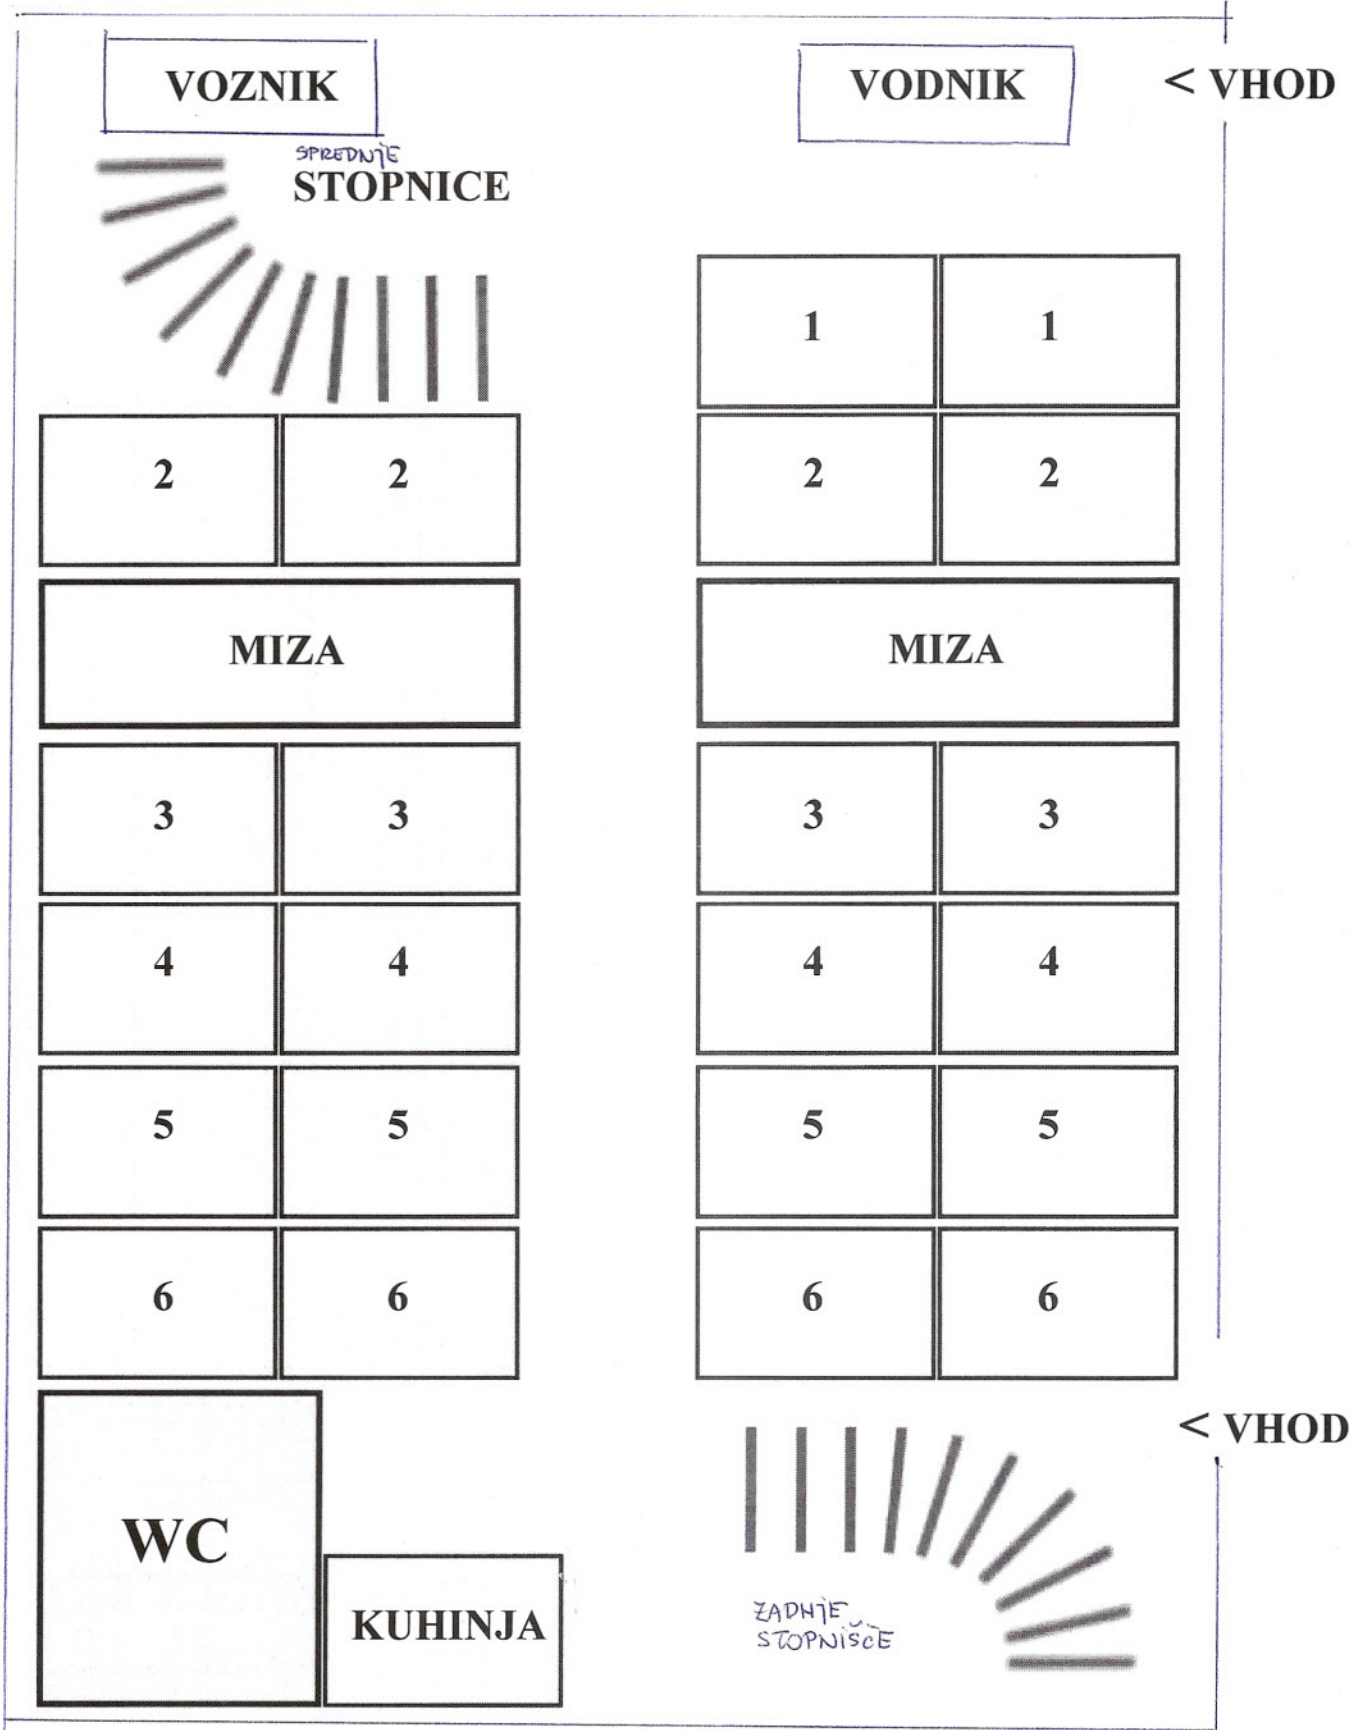 VOZNIK VODNIK < VHOD
SPREDNJE
STOPNICE
1 1
2 2 2 2
MIZA MIZA
3 3 3 3
4 4 4 4
5 5 5 5
6 6 6 6
< VHOD
WC
KUHINJA
ZADNJE
STOPNIŠČE